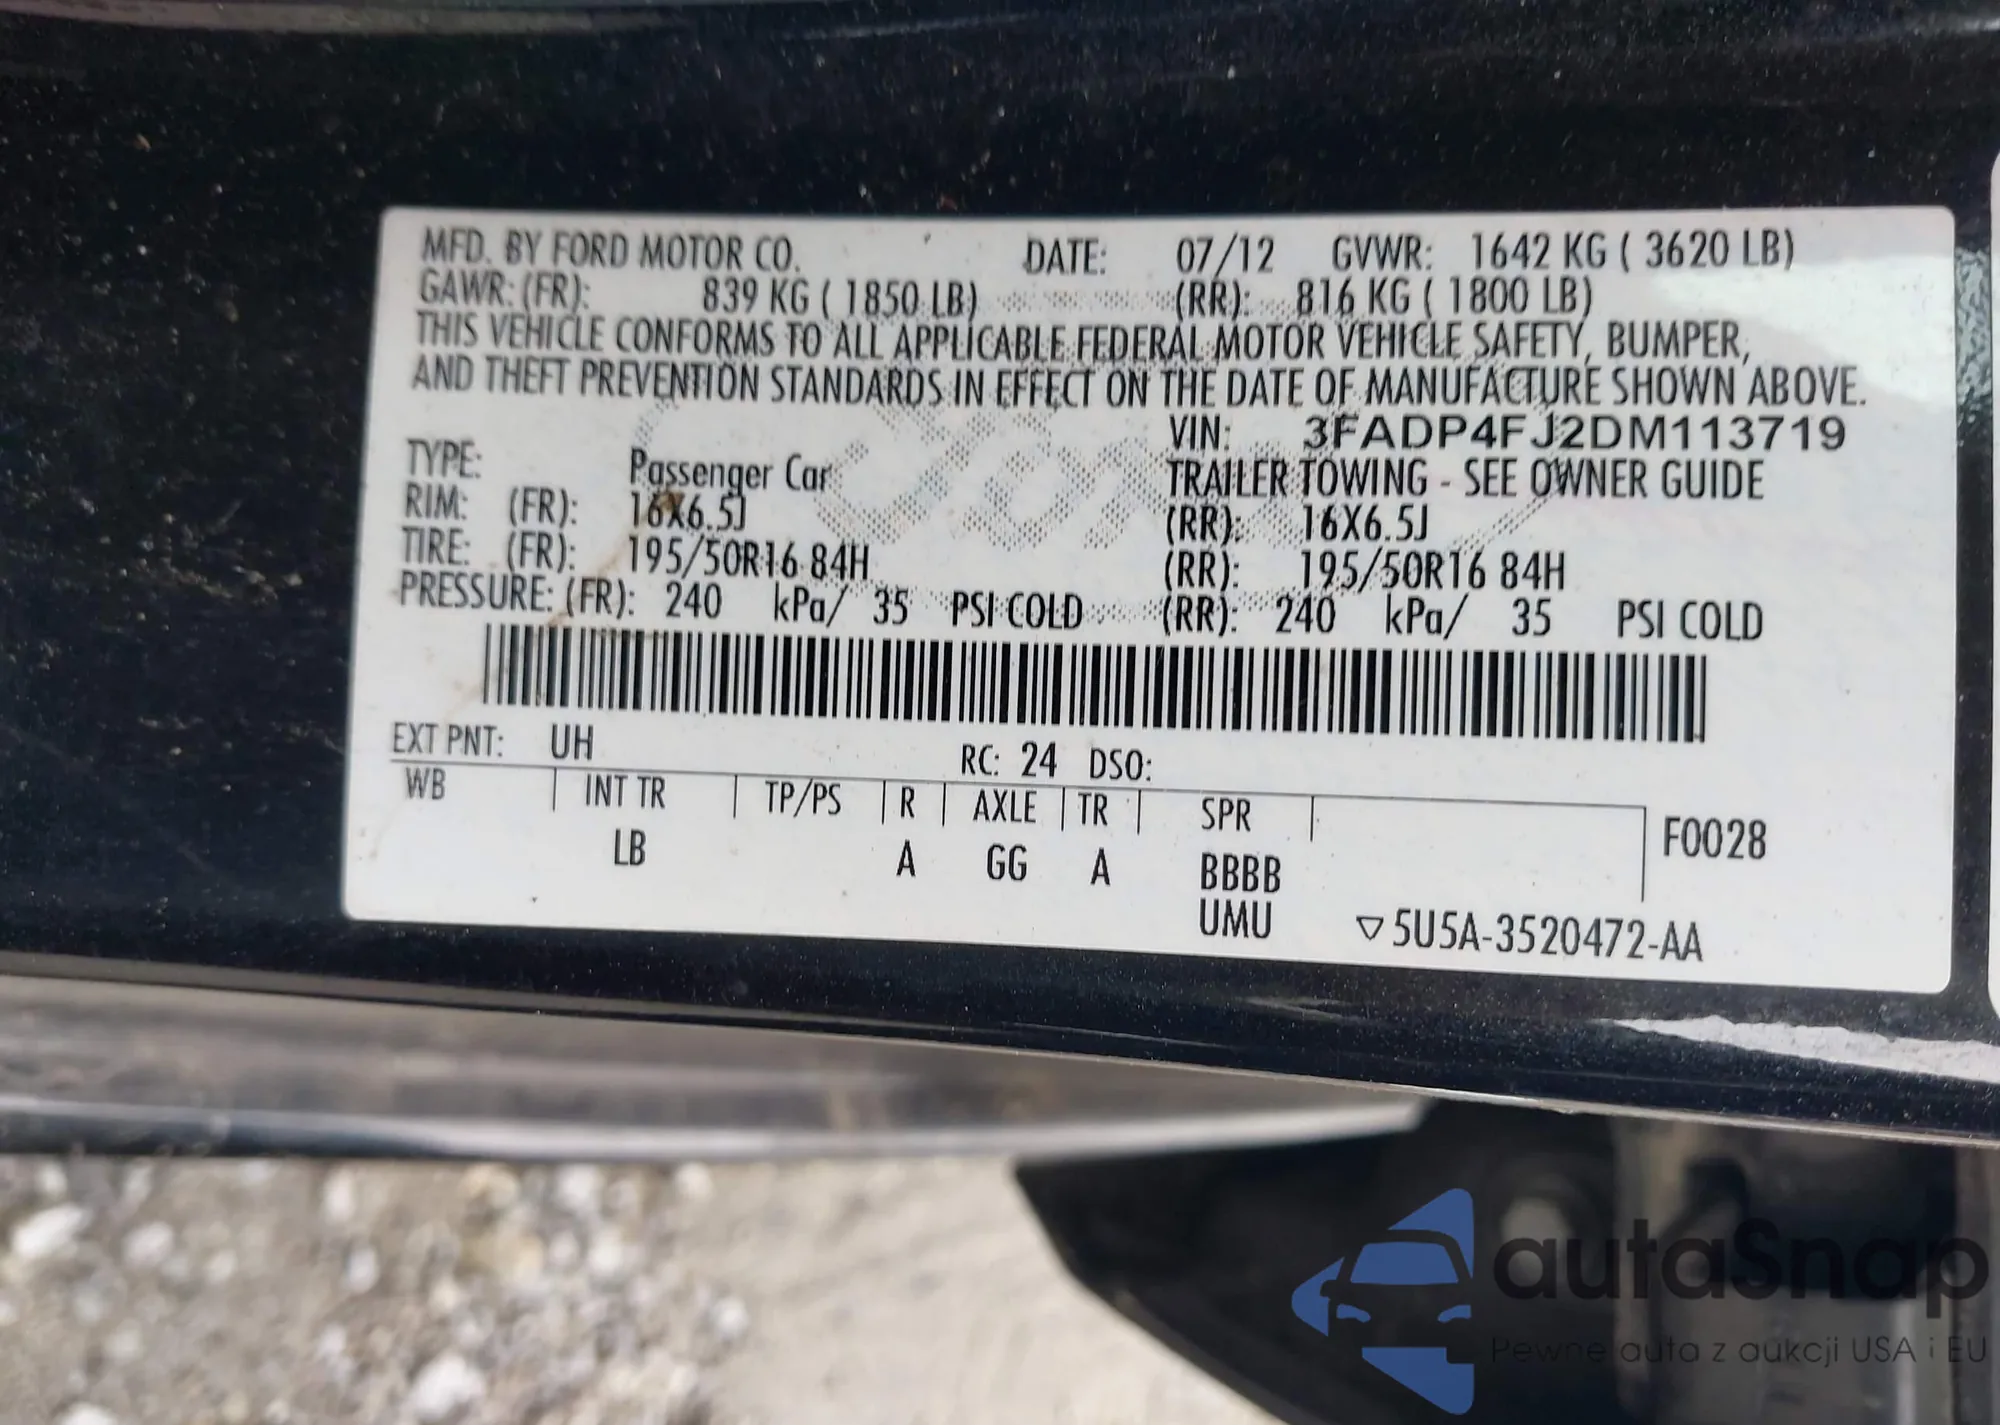 MFD. BY FORD MOTOR CO. DATE: 07/12 GVWR: 1642 KG ( 3620 LB)
GAWR: (FR): 839 KG ( 1850 LB) (RR): 816 KG ( 1800 LB)
THIS VEHICLE CONFORMS TO ALL APPLICABLE FEDERAL MOTOR VEHICLE SAFETY, BUMPER,
AND THEFT PREVENTION STANDARDS IN EFFECT ON THE DATE OF MANUFACTURE SHOWN ABOVE.
VIN: 3FADP4FJ2DM113719
TYPE: Passenger Car TRAILER TOWING - SEE OWNER GUIDE
RIM: (FR): 16X6.5J (RR): 16X6.5J
TIRE: (FR): 195/50R16 84H (RR): 195/50R16 84H
PRESSURE: (FR): 240 kPa/ 35 PSI COLD (RR): 240 kPa/ 35 PSI COLD
EXT PNT: UH RC: 24 DSO:
WB INT TR TP/PS R AXLE TR SPR F0028
LB A GG A BBBB
UMU ▽5U5A-3520472-AA
Ford
autaSnap
Pewne auta z aukcji USA i EU